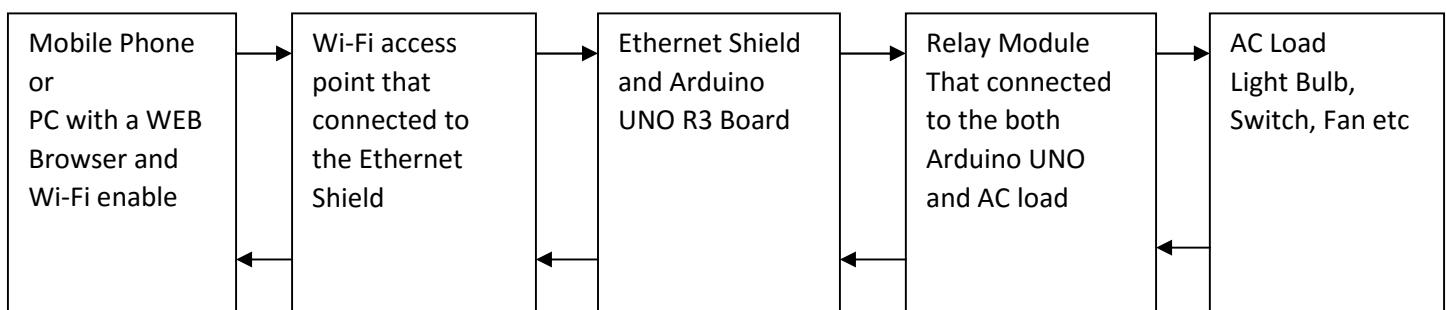 Mobile Phone
or
PC with a WEB
Browser and
Wi-Fi enable
Wi-Fi access
point that
connected to
the Ethernet
Shield
Ethernet Shield
and Arduino
UNO R3 Board
Relay Module
That connected
to the both
Arduino UNO
and AC load
AC Load
Light Bulb,
Switch, Fan etc